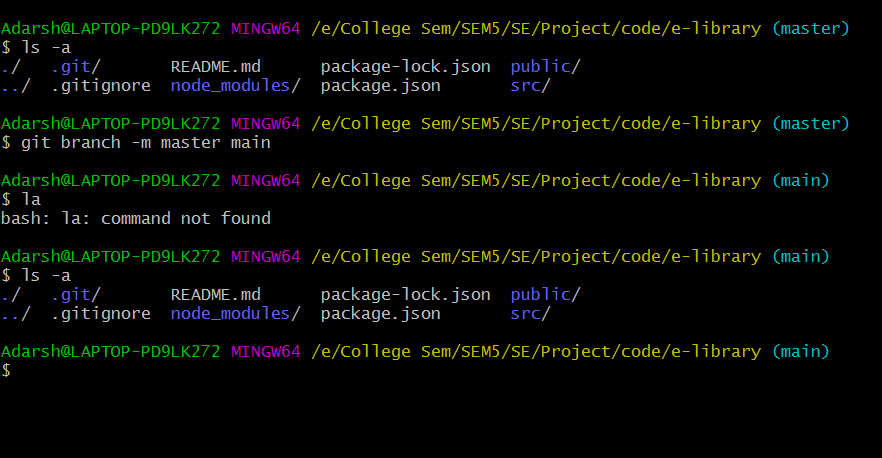 Adarsh@LAPTOP-PD9LK272 MINGW64 /e/College Sem/SEM5/SE/Project/code/e-library (master)
$ ls -a
./   .git/       README.md      package-lock.json  public/
../  .gitignore  node_modules/  package.json       src/
Adarsh@LAPTOP-PD9LK272 MINGW64 /e/College Sem/SEM5/SE/Project/code/e-library (master)
$ git branch -m master main
Adarsh@LAPTOP-PD9LK272 MINGW64 /e/College Sem/SEM5/SE/Project/code/e-library (main)
$ la
bash: la: command not found
Adarsh@LAPTOP-PD9LK272 MINGW64 /e/College Sem/SEM5/SE/Project/code/e-library (main)
$ ls -a
./   .git/       README.md      package-lock.json  public/
../  .gitignore  node_modules/  package.json       src/
Adarsh@LAPTOP-PD9LK272 MINGW64 /e/College Sem/SEM5/SE/Project/code/e-library (main)
$